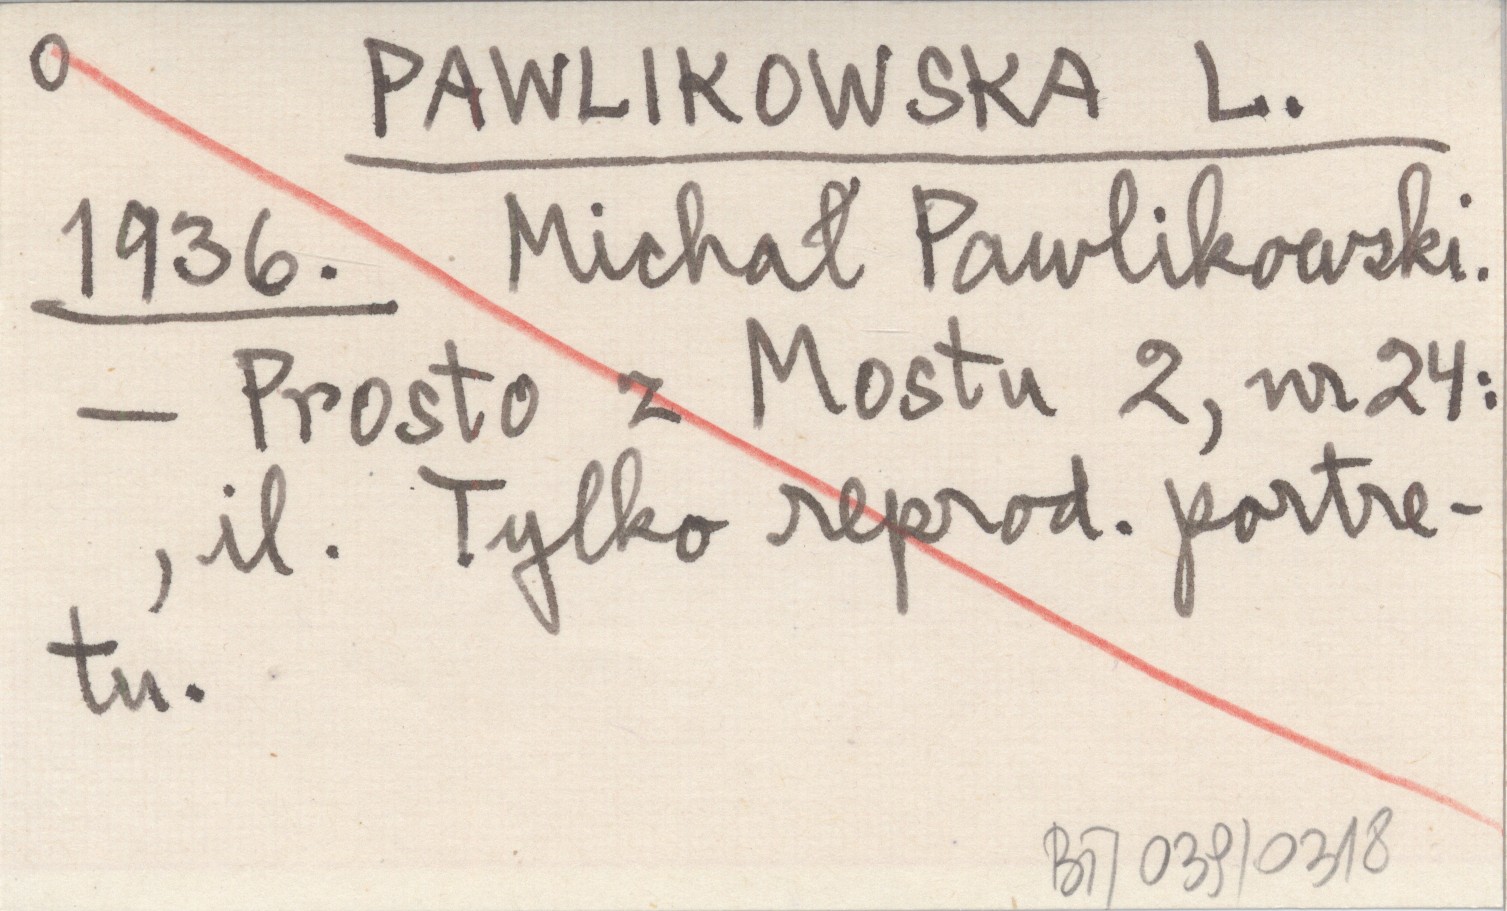 O PAWLIKOWSKA L.
1936. Michał Pawlikowski.
— Prosto z Mostu 2, nr 24:
, il. Tylko reprod. portre-
tu.
BT/039/0318